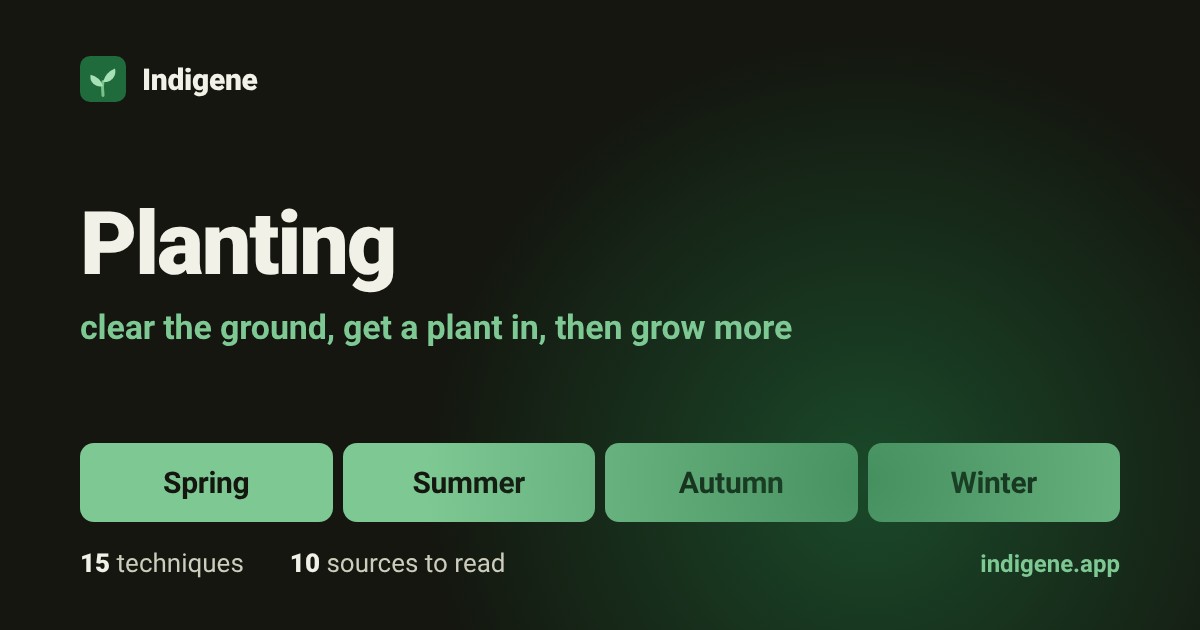 Indigene
Planting
clear the ground, get a plant in, then grow more
Spring Summer Autumn Winter
15 techniques 10 sources to read indigene.app